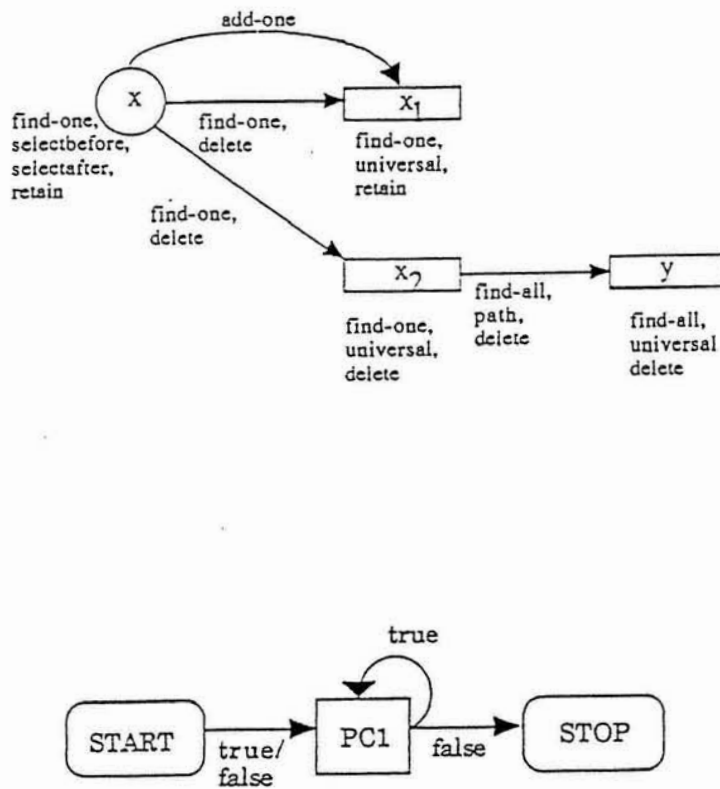 add-one
x
x1
find-one,
selectbefore,
selectafter,
retain
find-one,
delete
find-one,
universal,
retain
find-one,
delete
x2
y
find-one,
universal,
delete
find-all,
path,
delete
find-all,
universal
delete
true
START
true/
false
PC1
false
STOP